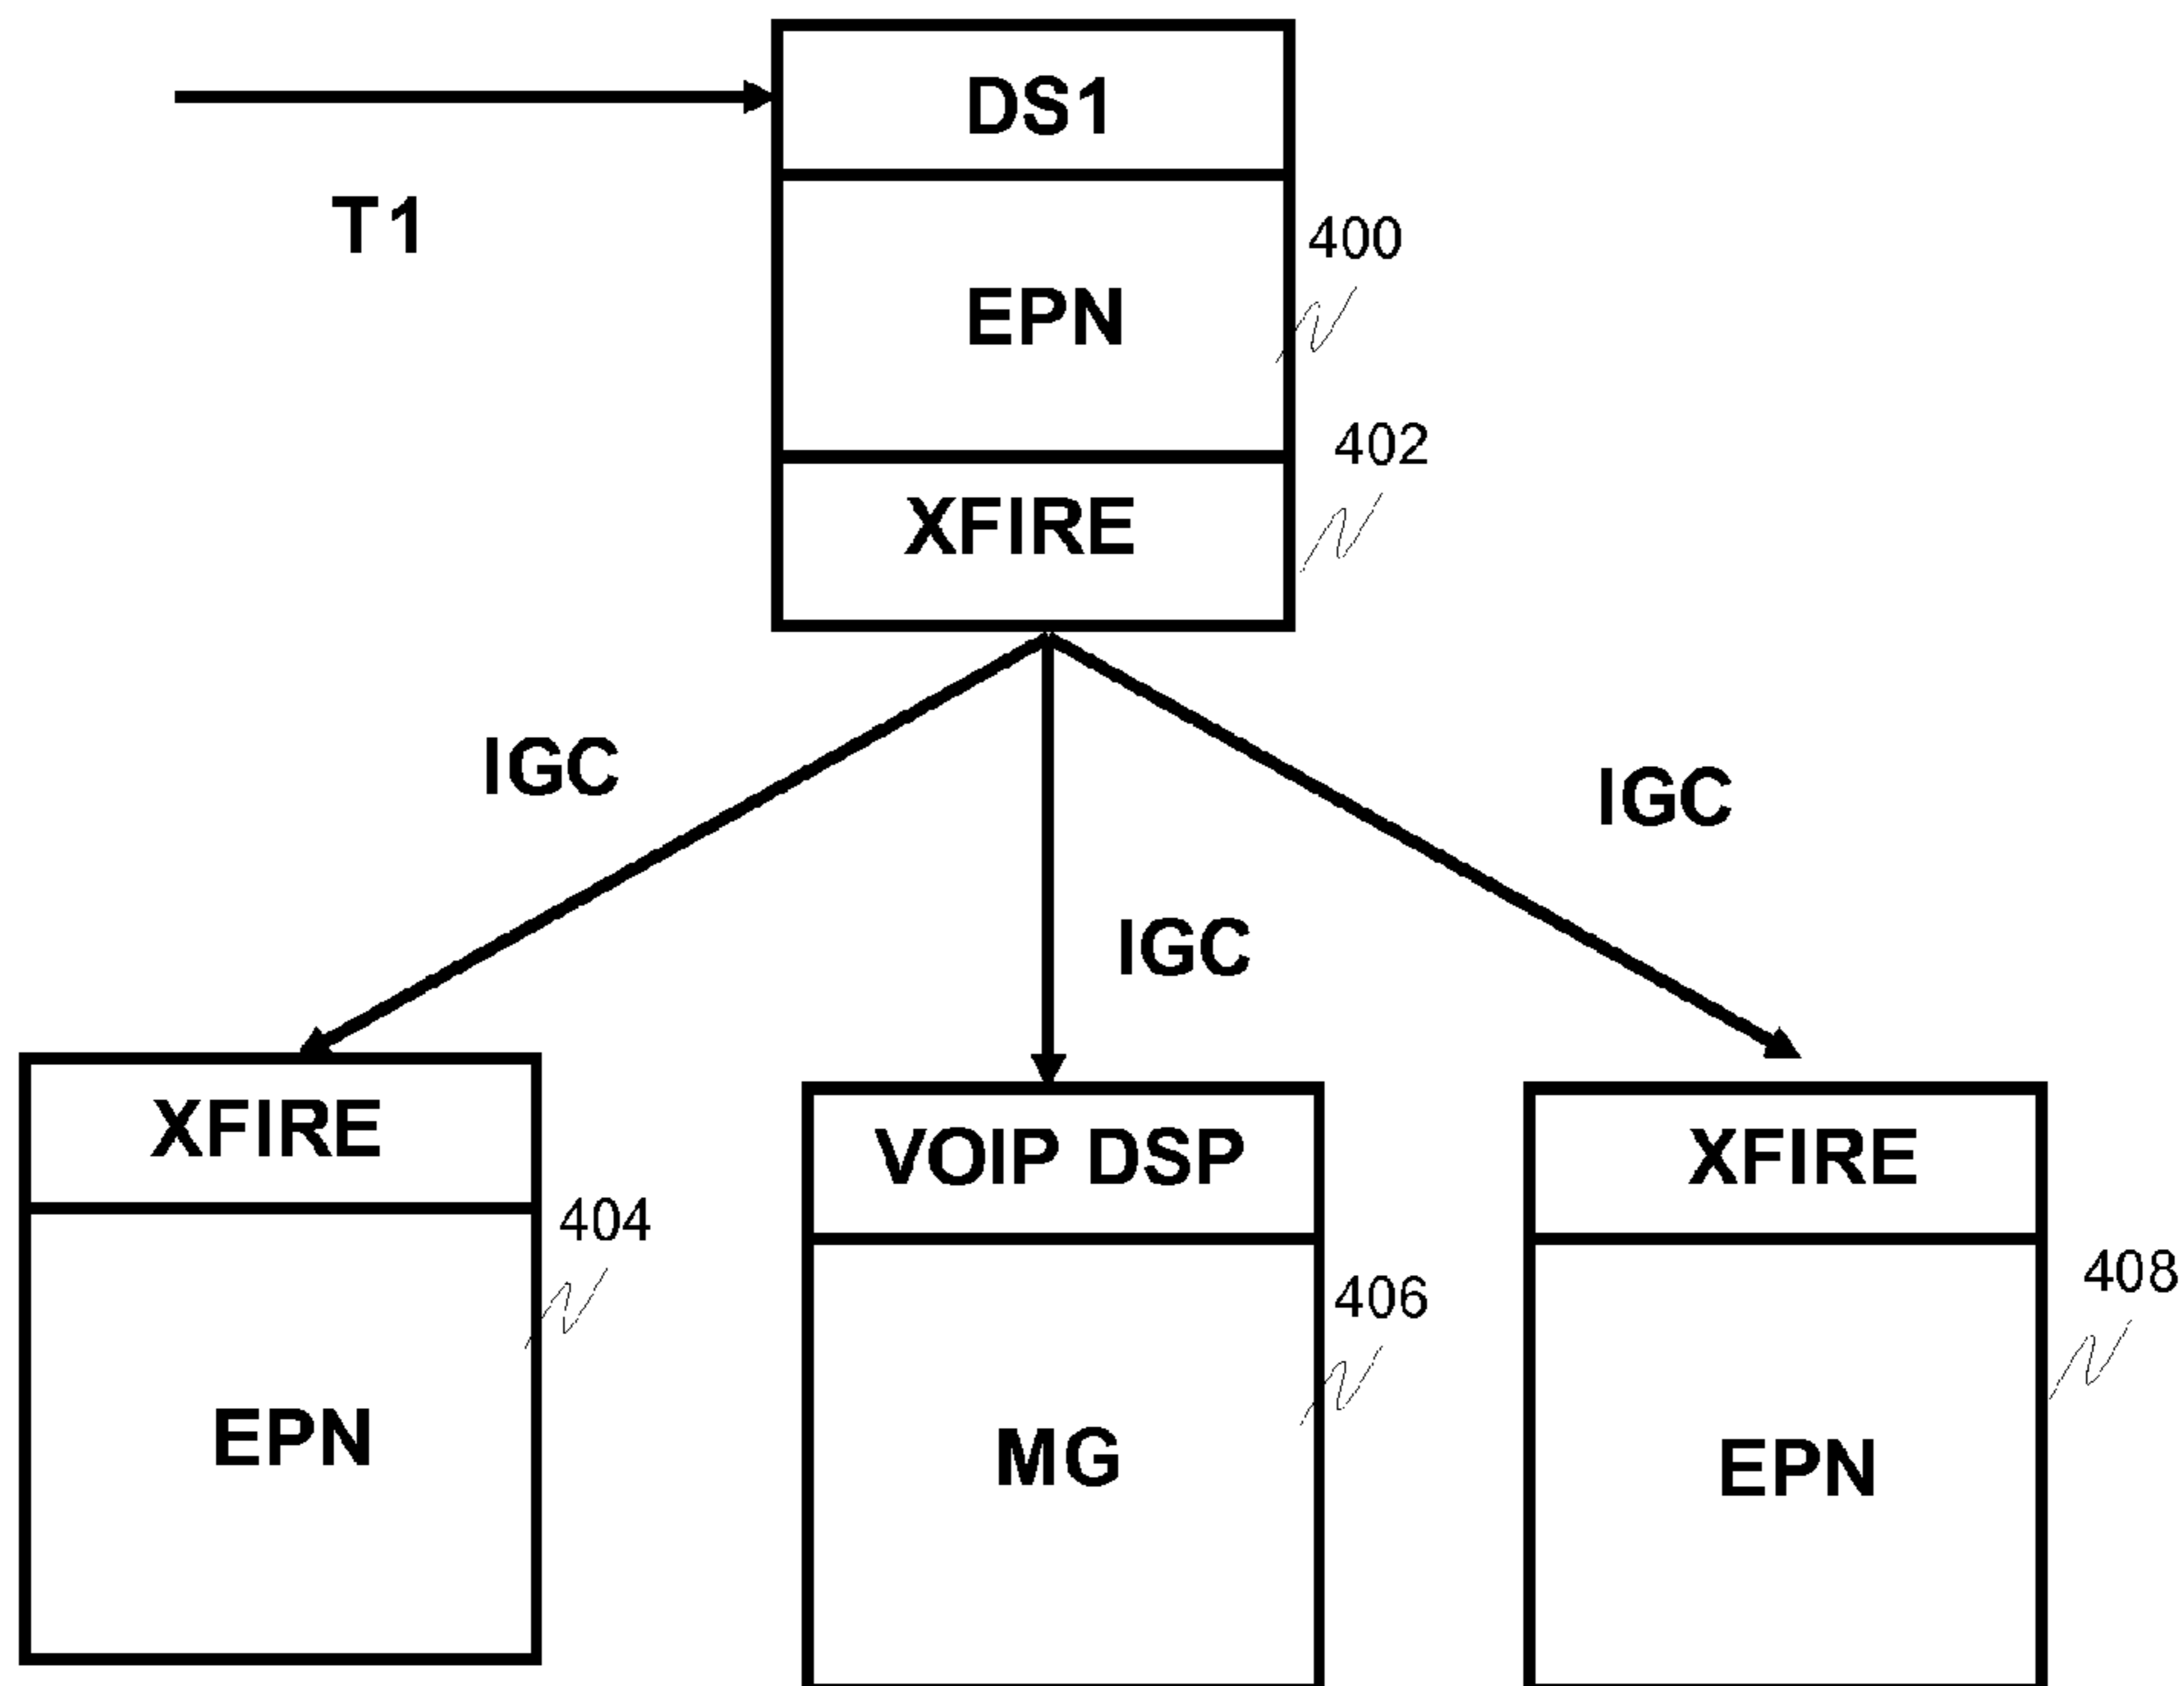 DS1
T1
400
EPN
402
XFIRE
IGC
IGC
IGC
XFIRE
VOIP DSP
XFIRE
404
406
408
EPN
MG
EPN